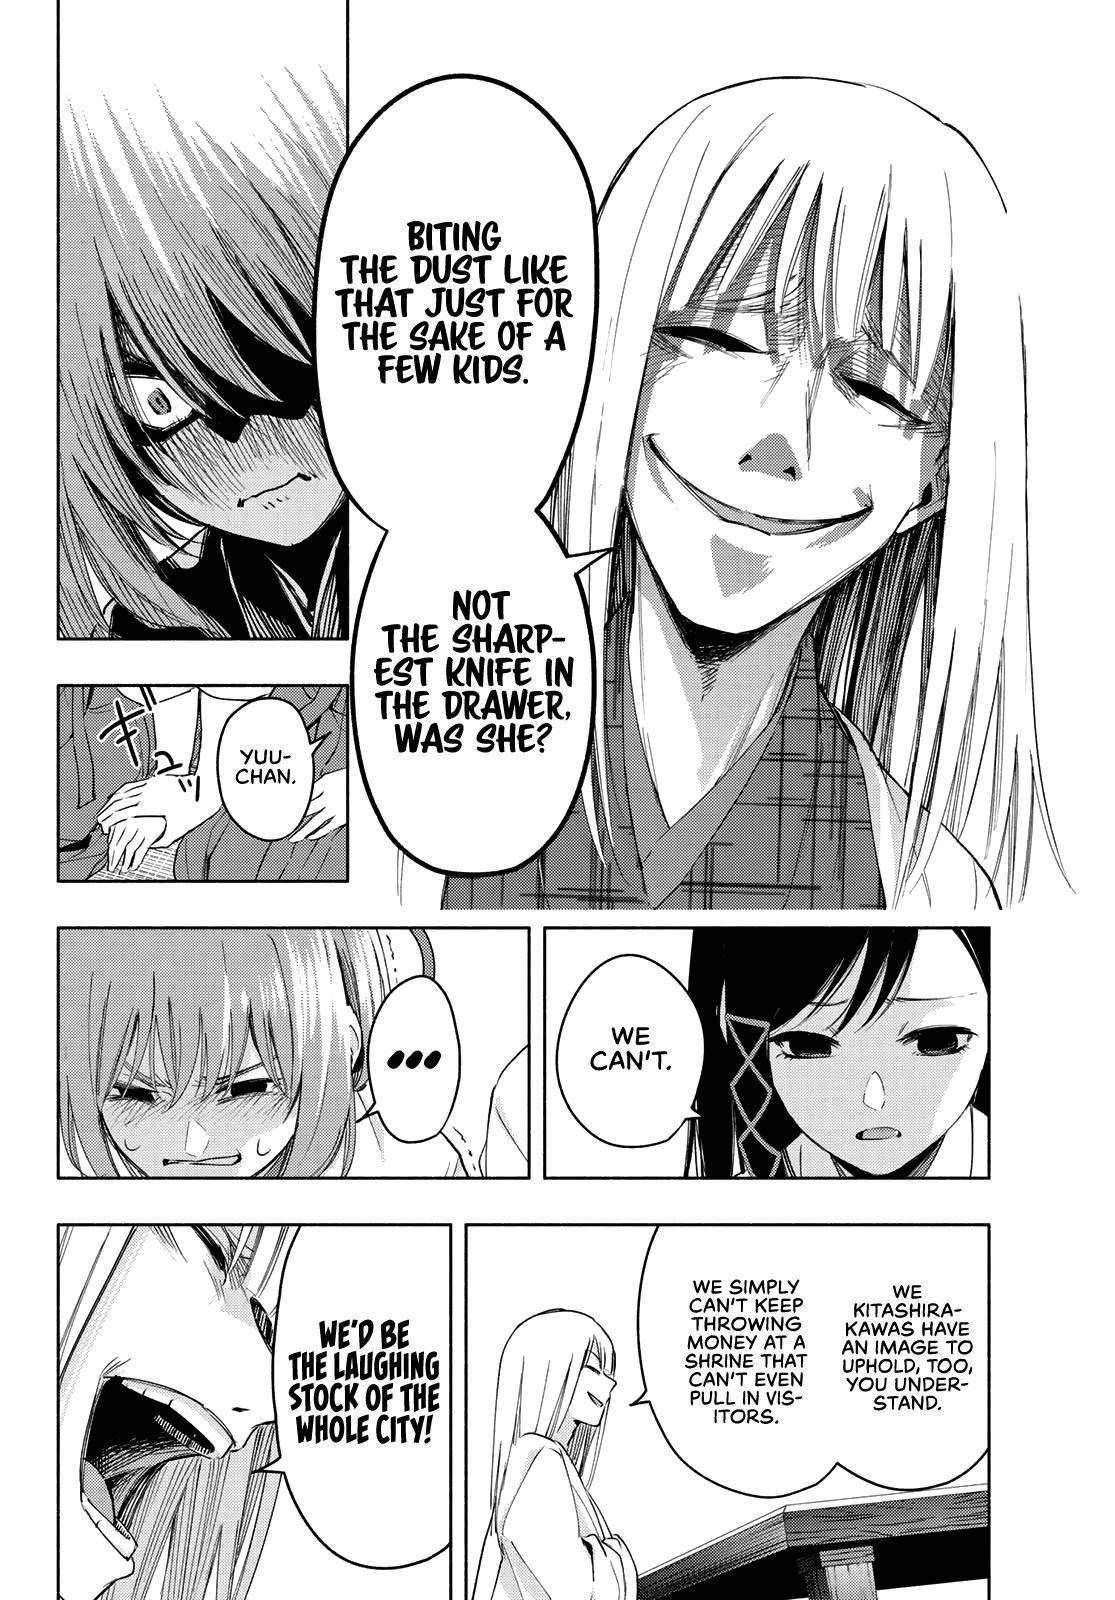 BITING
THE DUST LIKE
THAT JUST FOR
THE SAKE OF A
FEW KIDS.
NOT
THE SHARP-
EST KNIFE IN
THE DRAWER,
WAS SHE?
ギュッ
YUU-
CHAN.
WE
CAN'T.
...
WE
KITASHIRA-
KAWAS HAVE
AN IMAGE TO
UPHOLD, TOO,
YOU UNDER-
STAND.
WE SIMPLY
CAN'T KEEP
THROWING
MONEY AT A
SHRINE THAT
CAN'T EVEN
PULL IN VIS-
ITORS.
WE'D BE
THE LAUGHING
STOCK OF THE
WHOLE CITY!